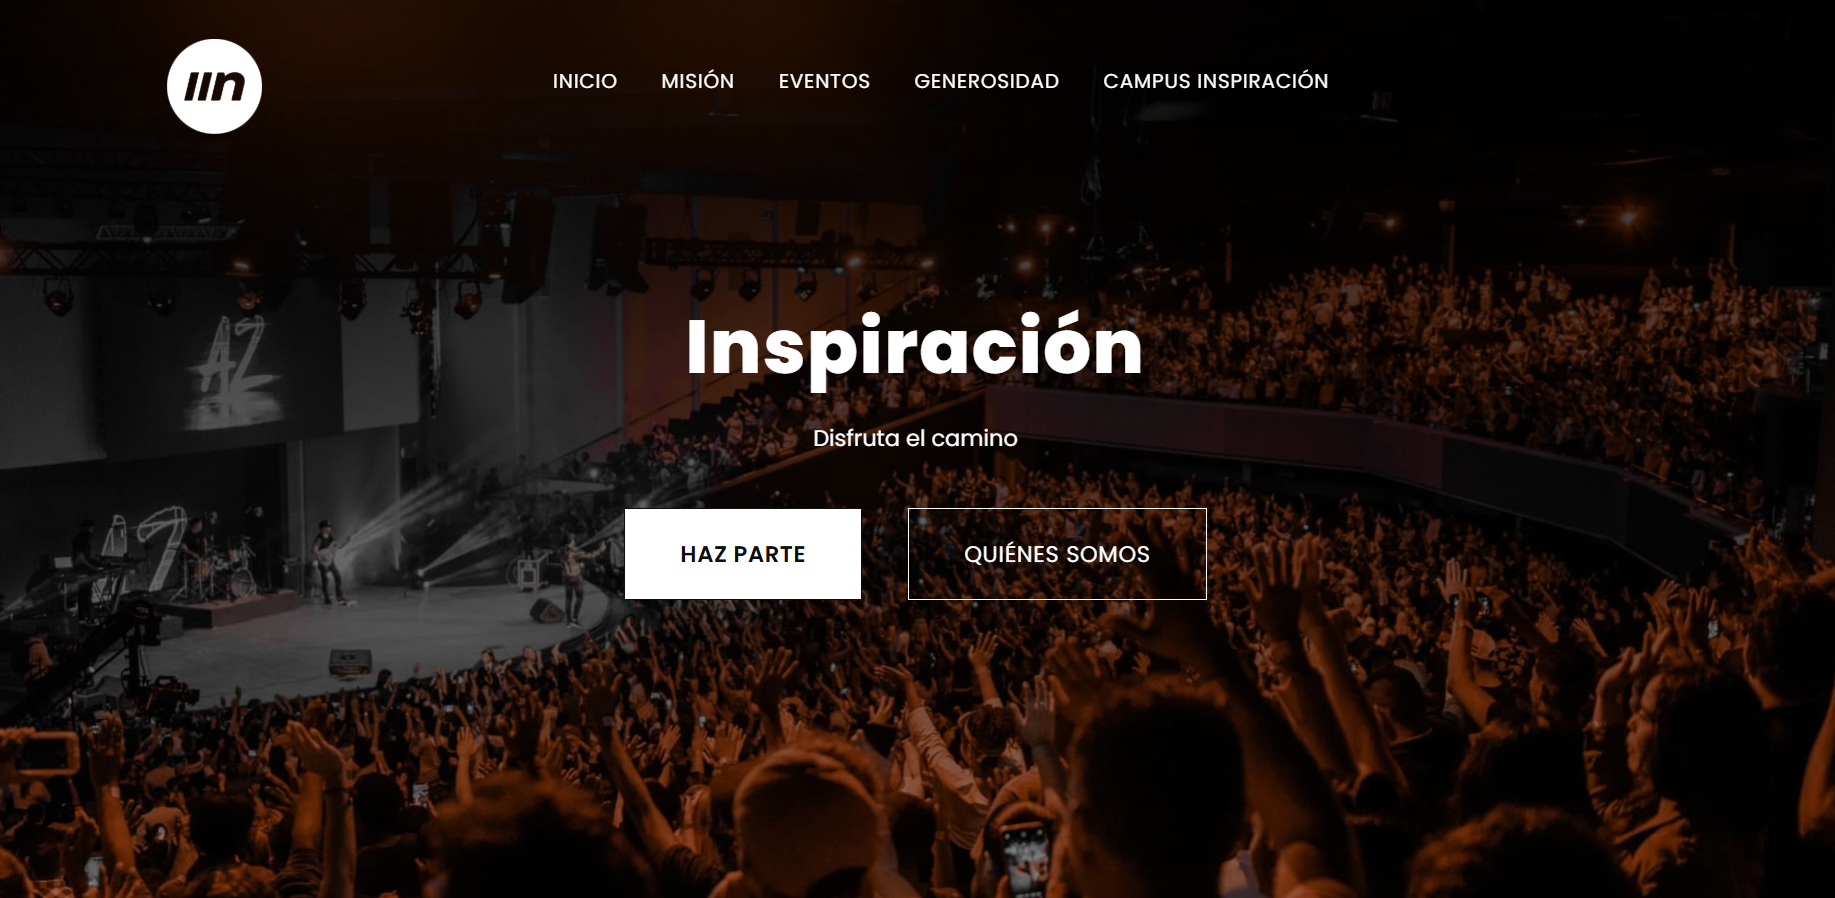 iin
INICIO MISIÓN EVENTOS GENEROSIDAD CAMPUS INSPIRACIÓN
AZ
Inspiración
Disfruta el camino
HAZ PARTE QUIÉNES SOMOS